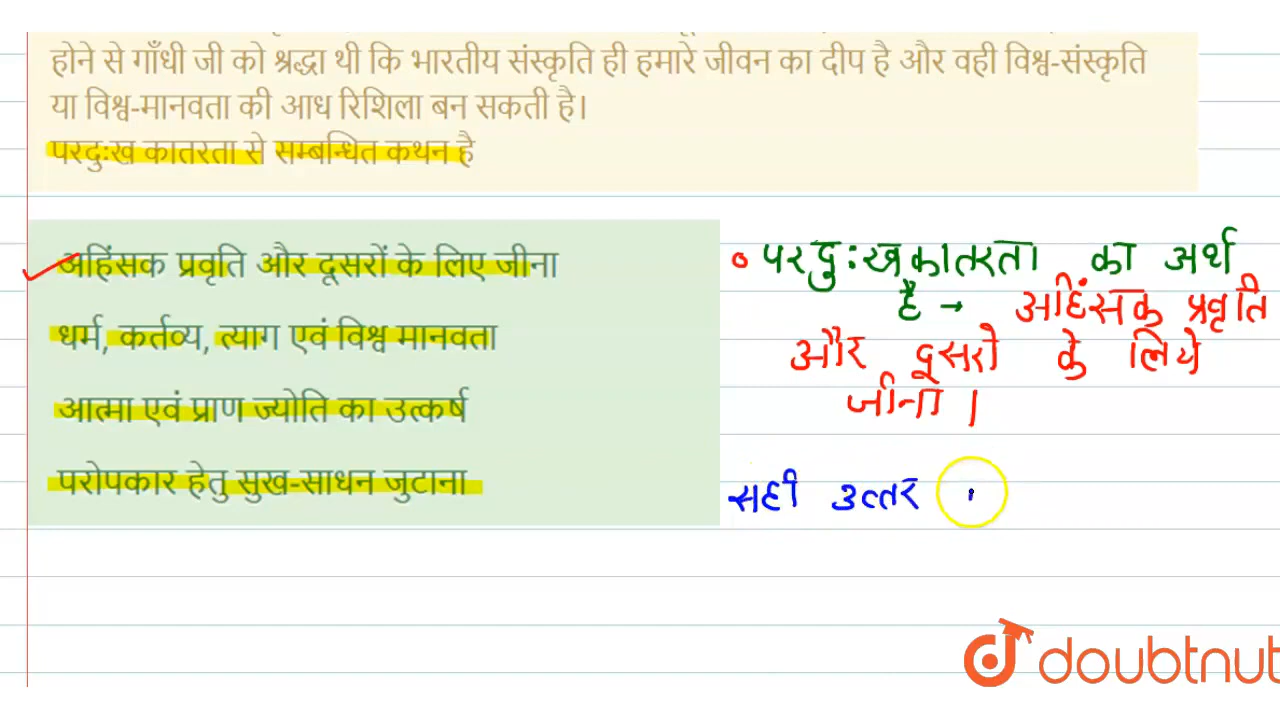 होने से गाँधी जी को श्रद्धा थी कि भारतीय संस्कृति ही हमारे जीवन का दीप है और वही विश्व-संस्कृति
या विश्व-मानवता की आध रिशिला बन सकती है।
परदुःख कातरता से सम्बन्धित कथन है
अहिंसक प्रवृति और दूसरों के लिए जीना
धर्म, कर्तव्य, त्याग एवं विश्व मानवता
आत्मा एवं प्राण ज्योति का उत्कर्ष
परोपकार हेतु सुख-साधन जुटाना
परदुःखकातरता का अर्थ
है → अहिंसक प्रवृति
और दूसरो के लिये
जीना।
सही उत्तर
doubtnut